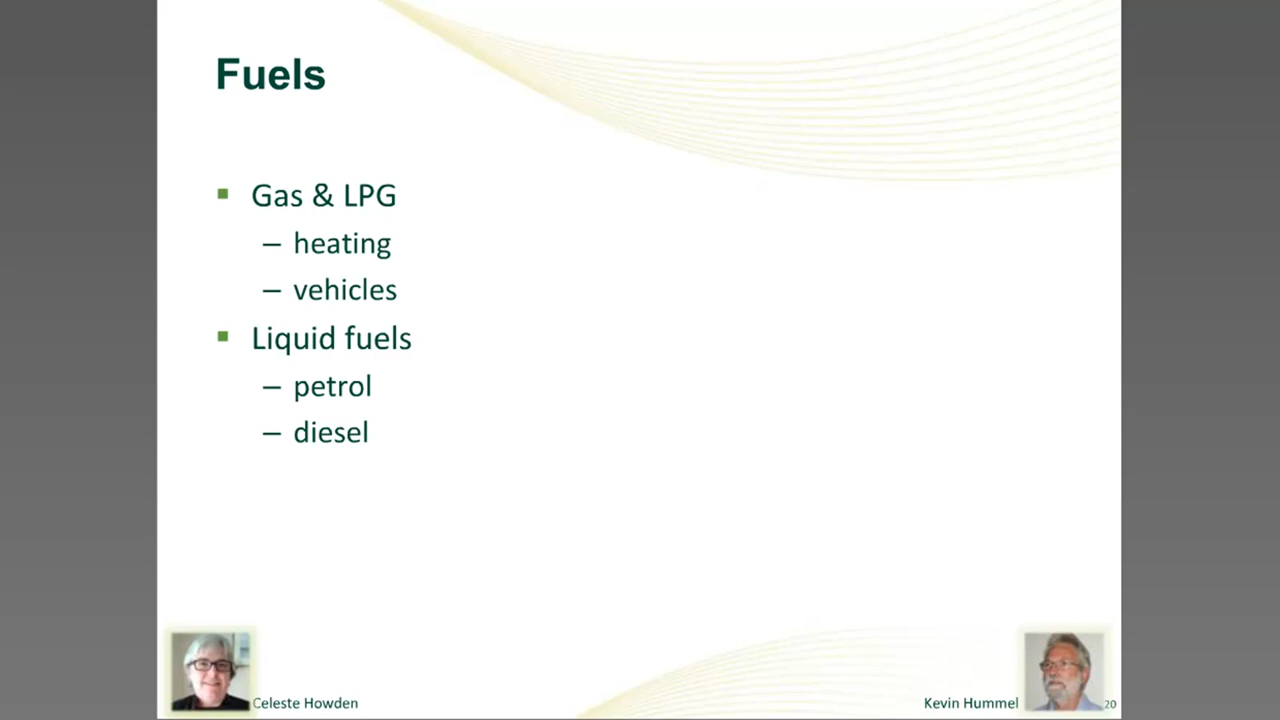 Fuels
▪ Gas & LPG
– heating
– vehicles
▪ Liquid fuels
– petrol
– diesel
Celeste Howden
Kevin Hummel
20